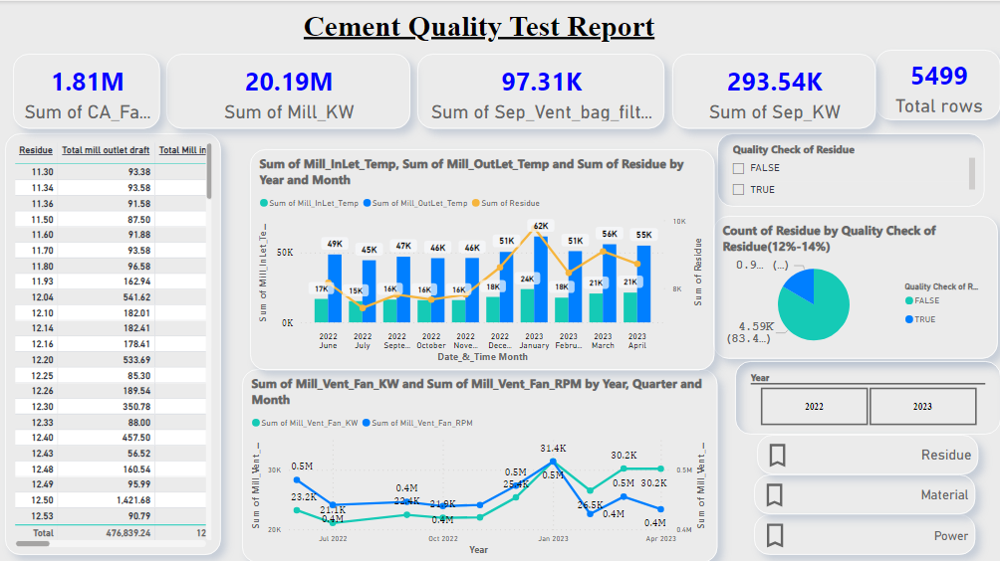 Cement Quality Test Report
1.81M
Sum of CA_Fa...
20.19M
Sum of Mill_KW
97.31K
Sum of Sep_Vent_bag_filt...
293.54K
Sum of Sep_KW
5499
Total rows
Residue Total mill outlet draft Total Mill in
11.30 93.38
11.34 93.58
11.36 91.58
11.50 87.50
11.60 91.88
11.70 93.58
11.80 96.58
11.93 162.94
12.04 541.62
12.10 182.01
12.14 182.41
12.16 178.41
12.20 533.69
12.25 85.30
12.26 189.54
12.30 350.78
12.33 88.00
12.40 457.50
12.43 56.52
12.48 160.54
12.49 95.99
12.50 1,421.68
12.53 90.79
Total 476,839.24 12
Sum of Mill_InLet_Temp, Sum of Mill_OutLet_Temp and Sum of Residue by
Year and Month
Sum of Mill_InLet_Temp Sum of Mill_OutLet_Temp Sum of Residue
Sum of Mill_InLet_Te...
50K
0K
49K 45K 47K 46K 46K 51K 62K 51K 56K 55K
17K 15K 16K 16K 16K 18K 24K 18K 21K 21K
10K
8K
Sum of Residue
2022 2022 2022 2022 2022 2022 2023 2023 2023 2023
June July Septe... October Nove... Dece... January Febru... March April
Date_&_Time Month
Sum of Mill_Vent_Fan_KW and Sum of Mill_Vent_Fan_RPM by Year, Quarter and
Month
Sum of Mill_Vent_Fan_KW Sum of Mill_Vent_Fan_RPM
Sum of Mill_Vent_...
30K
20K
0.5M 0.4M 0.4M 0.4M 0.5M 0.5M 0.4M 0.5M 0.4M
23.2K 21.1K 22.4K 21.9K 25.4K 31.4K 26.5K 30.2K 30.2K
0.5M
0.4M
Sum of Mill_Vent_...
Jul 2022 Oct 2022 Jan 2023 Apr 2023
Year
Quality Check of Residue
FALSE
TRUE
Count of Residue by Quality Check of
Residue(12%-14%)
0.9... (...)
4.59K
(83.4...)
Quality Check of R...
FALSE
TRUE
Year
2022 2023
Residue
Material
Power